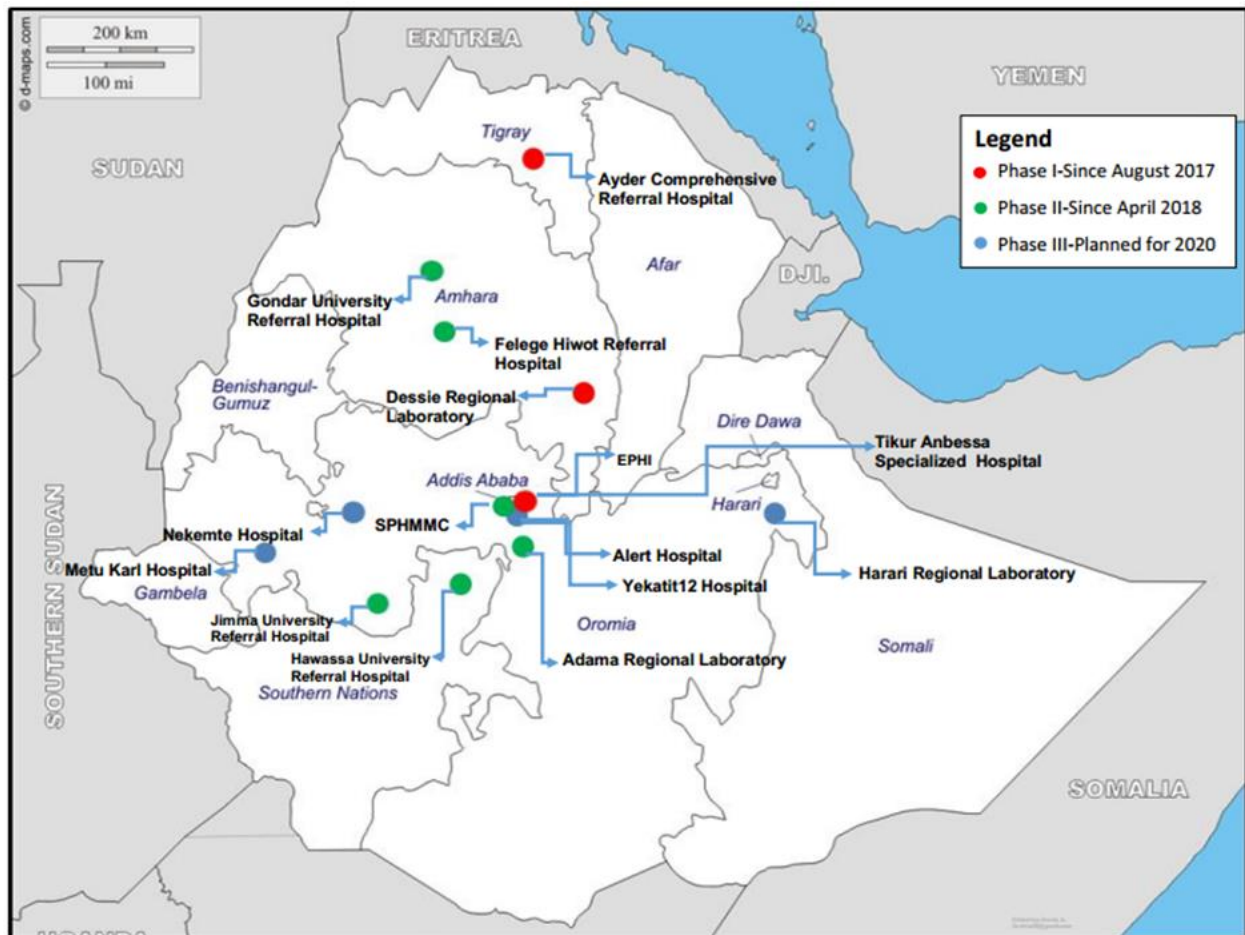 © d-maps.com
200 km
100 mi
ERITREA
YEMEN
SUDAN
Legend
Phase I-Since August 2017
Phase II-Since April 2018
Phase III-Planned for 2020
Tigray
Ayder Comprehensive
Referral Hospital
Afar
DJI.
Gondar University
Referral Hospital
Amhara
Felege Hiwot Referral
Hospital
Benishangul-
Gumuz
Dessie Regional
Laboratory
Dire Dawa
Tikur Anbessa
Specialized Hospital
EPHI
Addis Ababa
Harari
SOUTHERN SUDAN
Nekemte Hospital
SPHMMC
Alert Hospital
Metu Karl Hospital
Gambela
Yekatit12 Hospital
Harari Regional Laboratory
Jimma University
Referral Hospital
Oromia
Somali
Hawassa University
Referral Hospital
Adama Regional Laboratory
Southern Nations
SOMALIA